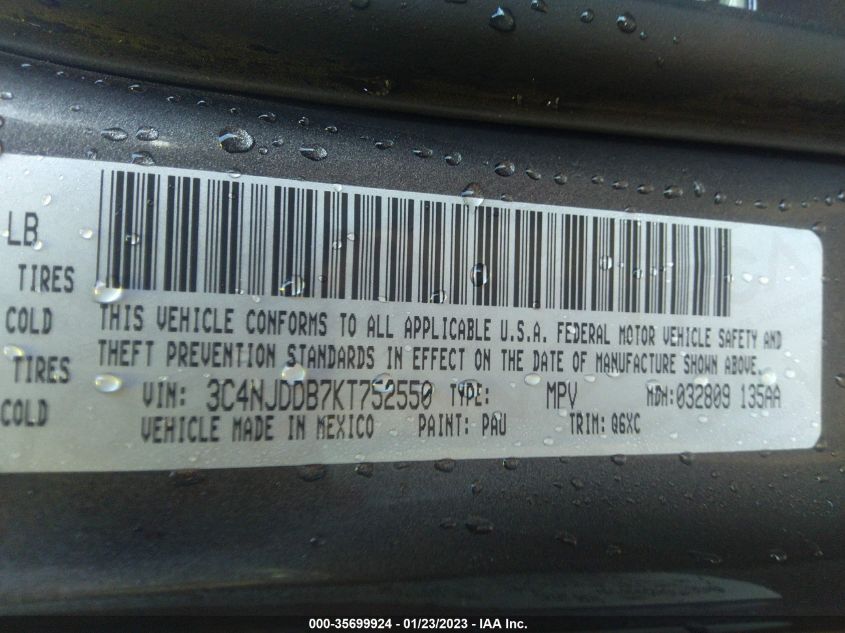 LB
TIRES
COLD
TIRES
COLD
THIS VEHICLE CONFORMS TO ALL APPLICABLE U.S.A. FEDERAL MOTOR VEHICLE SAFETY AND
THEFT PREVENTION STANDARDS IN EFFECT ON THE DATE OF MANUFACTURE SHOWN ABOVE.
VIN: 3C4NJDDB7KT752550 TYPE: MPV MDH:032809 135AA
VEHICLE MADE IN MEXICO PAINT: PAU TRIM: Q6XC
000-35699924 / 01/23/2023 - IAA Inc.